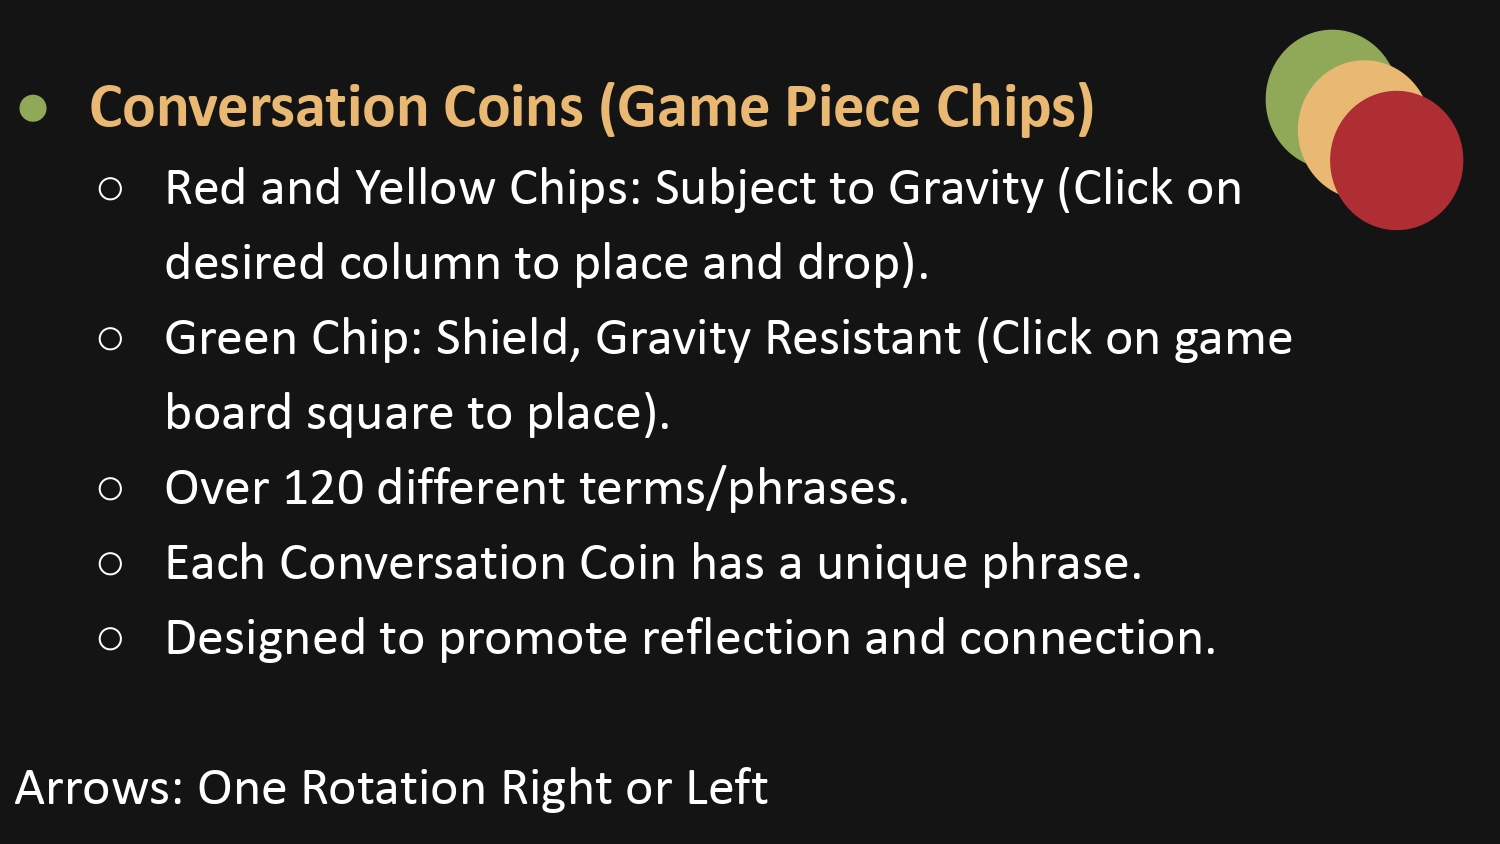 ● Conversation Coins (Game Piece Chips)
○ Red and Yellow Chips: Subject to Gravity (Click on
desired column to place and drop).
○ Green Chip: Shield, Gravity Resistant (Click on game
board square to place).
○ Over 120 different terms/phrases.
○ Each Conversation Coin has a unique phrase.
○ Designed to promote reflection and connection.
Arrows: One Rotation Right or Left